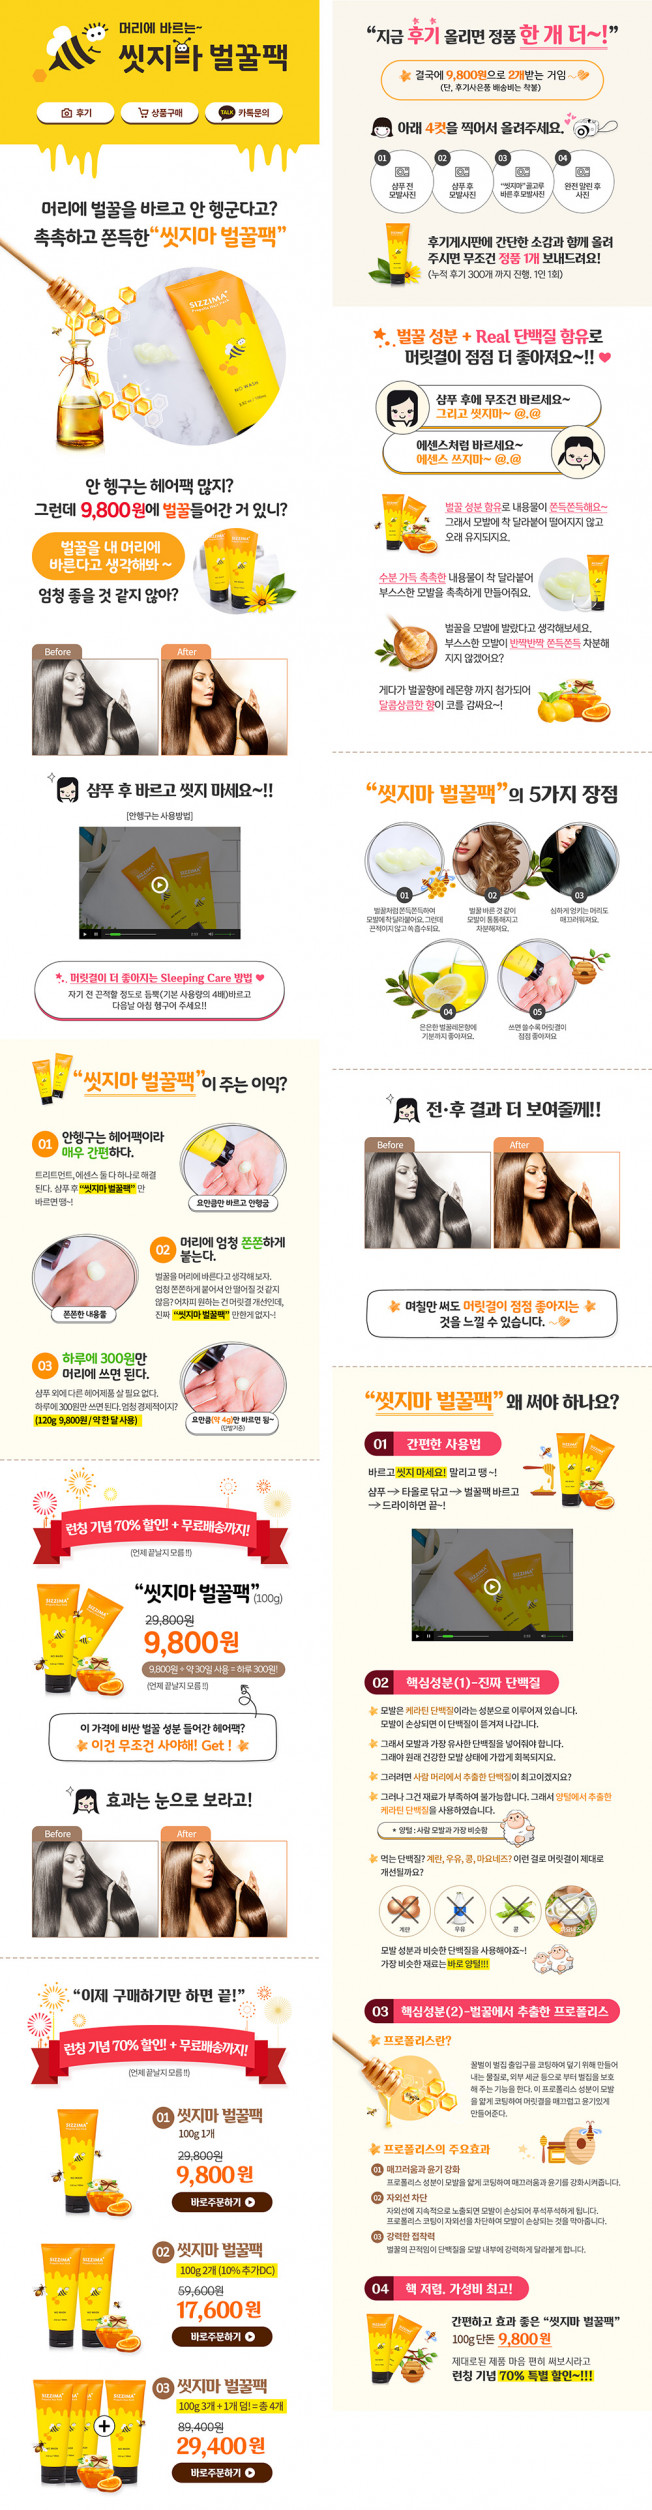 머리에 바르는~
씻지마 벌꿀팩
후기
상품구매
TALK 카톡문의
머리에 벌꿀을 바르고 안 헹군다고?
촉촉하고 쫀득한 “씻지마 벌꿀팩”
SIZZIMA
NO WASH
안 헹구는 헤어팩 많지?
그런데 9,800원에 벌꿀들어간 거 있니?
벌꿀을 내 머리에
바른다고 생각해봐 ~
엄청 좋을 것 같지 않아?
Before
After
샴푸 후 바르고 씻지 마세요~!!
[안헹구는 사용방법]
머릿결이 더 좋아지는 Sleeping Care 방법
자기 전 끈적할 정도로 듬뿍(기본 사용량의 4배)바르고
다음날 아침 헹구어 주세요!!
“씻지마 벌꿀팩”이 주는 이익?
01 안헹구는 헤어팩이라
매우 간편하다.
트리트먼트, 에센스 둘 다 하나로 해결
된다. 샴푸 후 “씻지마 벌꿀팩” 만
바르면 땡~!
요만큼만 바르고 안헹굼
02 머리에 엄청 쫀쫀하게
붙는다.
벌꿀을 머리에 바른다고 생각해 보자.
엄청 쫀쫀하게 붙어서 안 떨어질 것 같지
않음? 어차피 원하는 건 머릿결 개선인데,
진짜 “씻지마 벌꿀팩” 만한게 없지~!
쫀쫀한 내용물
03 하루에 300원만
머리에 쓰면 된다.
샴푸 외에 다른 헤어제품 살 필요 없다.
하루에 300원만 쓰면 된다. 엄청 경제적이지?
(120g 9,800원 / 약 한 달 사용)
요만큼(약 4g)만 바르면 됨~
(단발기준)
런칭 기념 70% 할인! + 무료배송까지!
(언제 끝날지 모름 !!)
“씻지마 벌꿀팩” (100g)
29,800원
9,800원
9,800원 ÷ 약 30일 사용 = 하루 300원!
(언제 끝날지 모름 !!)
이 가격에 비싼 벌꿀 성분 들어간 헤어팩?
이건 무조건 사야해! Get !
효과는 눈으로 보라고!
Before
After
“이제 구매하기만 하면 끝!”
런칭 기념 70% 할인! + 무료배송까지!
(언제 끝날지 모름 !!)
01 씻지마 벌꿀팩
100g 1개
29,800원
9,800원
바로주문하기
02 씻지마 벌꿀팩
100g 2개 (10% 추가DC)
59,600원
17,600원
바로주문하기
03 씻지마 벌꿀팩
100g 3개 + 1개 덤! = 총 4개
89,400원
29,400원
바로주문하기
“지금 후기 올리면 정품 한 개 더~!”
결국에 9,800원으로 2개받는 거임 ~
(단, 후기사은품 배송비는 착불)
아래 4컷을 찍어서 올려주세요.
01
샴푸 전
모발사진
02
샴푸 후
모발사진
03
“씻지마” 골고루
바른 후 모발사진
04
완전 말린 후
사진
후기게시판에 간단한 소감과 함께 올려
주시면 무조건 정품 1개 보내드려요!
(누적 후기 300개 까지 진행. 1인 1회)
벌꿀 성분 + Real 단백질 함유로
머릿결이 점점 더 좋아져요~!!
샴푸 후에 무조건 바르세요~
그리고 씻지마~ @.@
에센스처럼 바르세요~
에센스 쓰지마~ @.@
벌꿀 성분 함유로 내용물이 쫀득쫀득해요~
그래서 모발에 착 달라붙어 떨어지지 않고
오래 유지되지요.
수분 가득 촉촉한 내용물이 착 달라붙어
부스스한 모발을 촉촉하게 만들어줘요.
벌꿀을 모발에 발랐다고 생각해보세요.
부스스한 모발이 반짝반짝 쫀득쫀득 차분해
지지 않겠어요?
게다가 벌꿀향에 레몬향 까지 첨가되어
달콤상큼한 향이 코를 감싸요~!
“씻지마 벌꿀팩”의 5가지 장점
01
벌꿀처럼 쫀득쫀득하여
모발에 착 달라붙어요. 그런데
끈적이지 않고 쏙 흡수되요.
02
벌꿀 바른 것 같이
모발이 통통해지고
차분해져요.
03
심하게 엉키는 머리도
매끄러워져요.
04
은은한 벌꿀레몬향에
기분까지 좋아져요.
05
쓰면 쓸수록 머릿결이
점점 좋아져요
전·후 결과 더 보여줄께!!
Before
After
며칠만 써도 머릿결이 점점 좋아지는
것을 느낄 수 있습니다. ~
“씻지마 벌꿀팩” 왜 써야 하나요?
01 간편한 사용법
바르고 씻지 마세요! 말리고 땡 ~!
샴푸 → 타올로 닦고 → 벌꿀팩 바르고
→ 드라이하면 끝~!
02 핵심성분(1)-진짜 단백질
모발은 케라틴 단백질이라는 성분으로 이루어져 있습니다.
모발이 손상되면 이 단백질이 뜯겨져 나갑니다.
그래서 모발과 가장 유사한 단백질을 넣어줘야 합니다.
그래야 원래 건강한 모발 상태에 가깝게 회복되지요.
그러려면 사람 머리에서 추출한 단백질이 최고이겠지요?
그러나 그건 재료가 부족하여 불가능합니다. 그래서 양털에서 추출한
케라틴 단백질을 사용하였습니다.
* 양털 : 사람 모발과 가장 비슷함
먹는 단백질? 계란, 우유, 콩, 마요네즈? 이런 걸로 머릿결이 제대로
개선될까요?
계란
우유
콩
모발 성분과 비슷한 단백질을 사용해야죠~!
가장 비슷한 재료는 바로 양털!!!
03 핵심성분(2)-벌꿀에서 추출한 프로폴리스
프로폴리스란?
꿀벌이 벌집 출입구를 코팅하여 덮기 위해 만들어
내는 물질로, 외부 세균 등으로 부터 벌집을 보호
해 주는 기능을 한다. 이 프로폴리스 성분이 모발
을 얇게 코팅하여 머릿결을 매끄럽고 윤기있게
만들어준다.
프로폴리스의 주요효과
01 매끄러움과 윤기 강화
프로폴리스 성분이 모발을 얇게 코팅하여 매끄러움과 윤기를 강화시켜줍니다.
02 자외선 차단
자외선에 지속적으로 노출되면 모발이 손상되어 푸석푸석하게 됩니다.
프로폴리스 코팅이 자외선을 차단하여 모발이 손상되는 것을 막아줍니다.
03 강력한 접착력
벌꿀의 끈적임이 단백질을 모발 내부에 강력하게 달라붙게 합니다.
04 핵 저렴, 가성비 최고!
간편하고 효과 좋은 “씻지마 벌꿀팩”
100g 단돈 9,800원
제대로된 제품 마음 편히 써보시라고
런칭 기념 70% 특별 할인~!!!